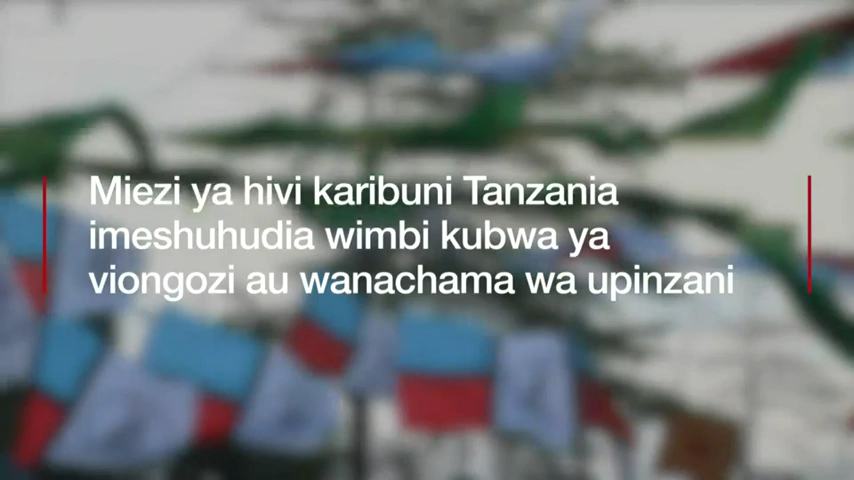 Miezi ya hivi karibuni Tanzania
imeshuhudia wimbi kubwa ya
viongozi au wanachama wa upinzani